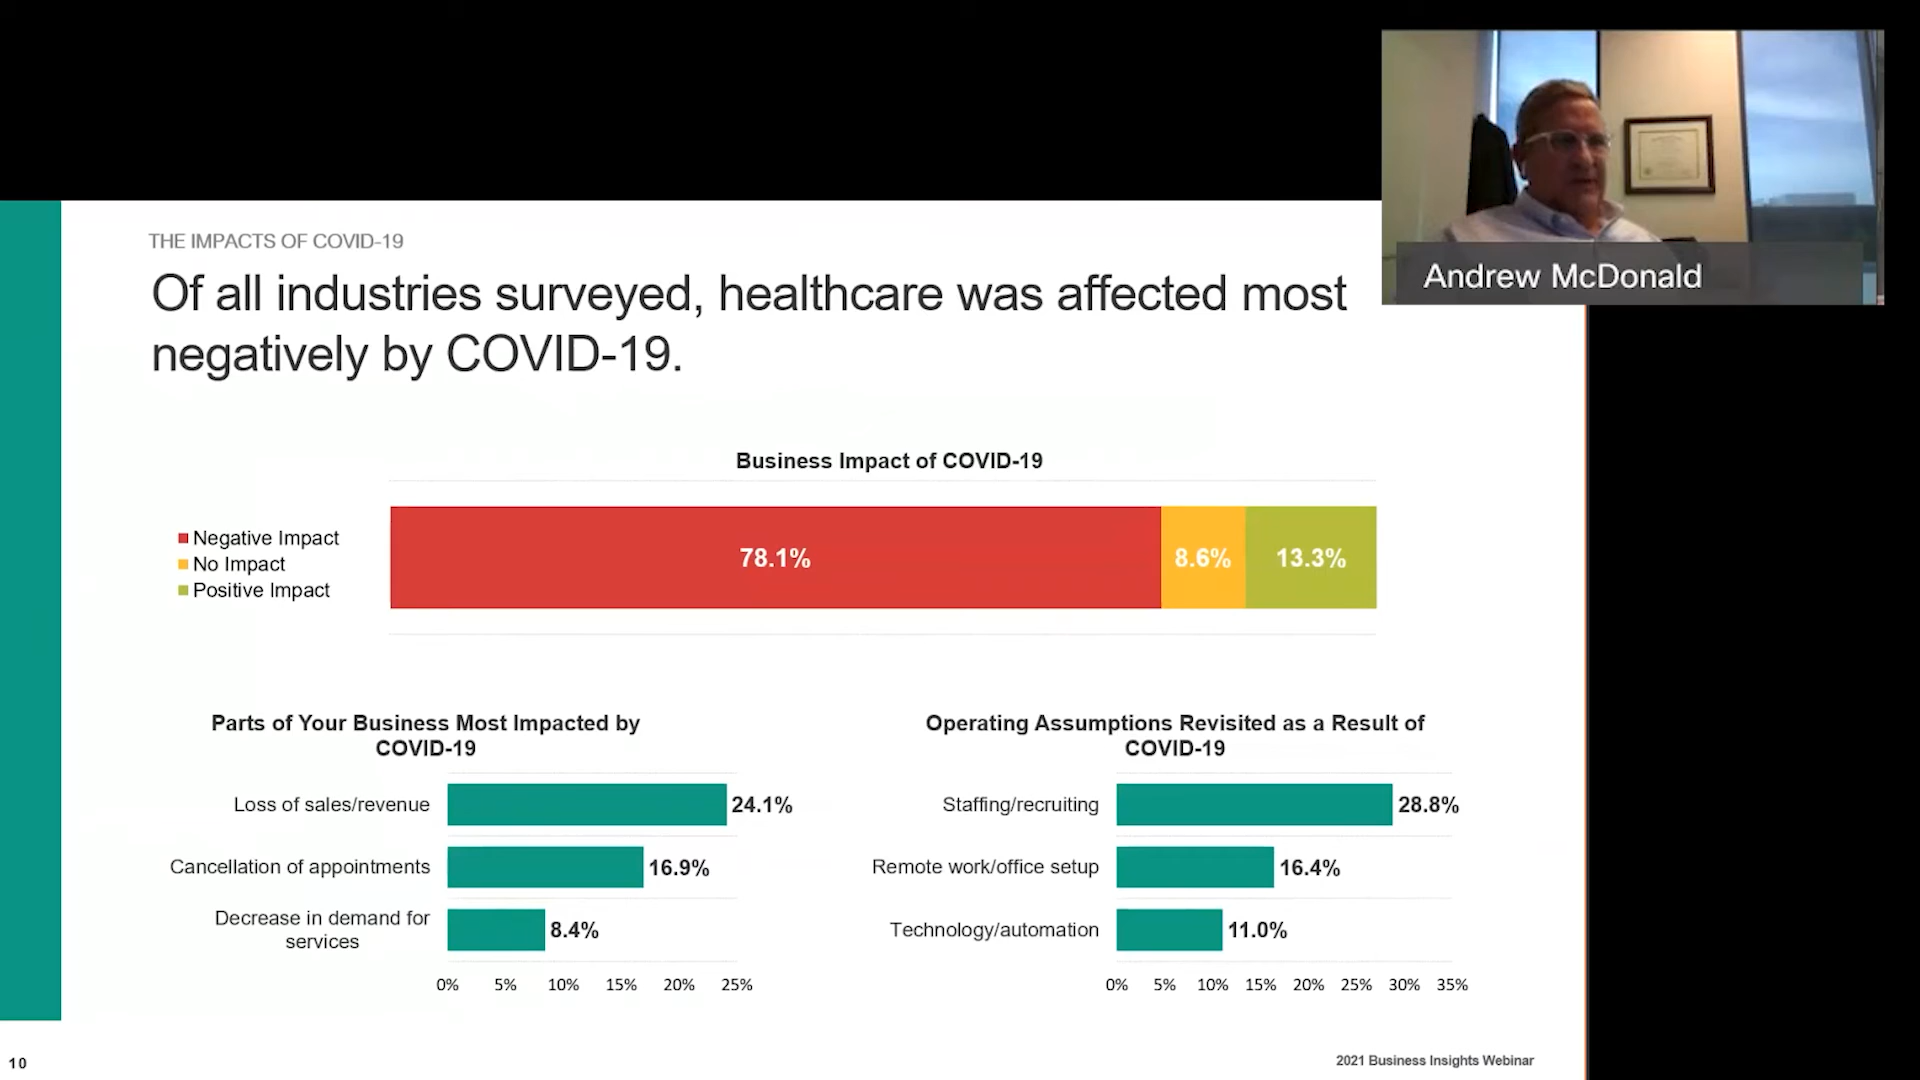 Andrew McDonald
THE IMPACTS OF COVID-19
Of all industries surveyed, healthcare was affected most
negatively by COVID-19.
Business Impact of COVID-19
Negative Impact
No Impact
Positive Impact
78.1%
8.6%
13.3%
Parts of Your Business Most Impacted by
COVID-19
Loss of sales/revenue
24.1%
Cancellation of appointments
16.9%
Decrease in demand for
services
8.4%
0% 5% 10% 15% 20% 25%
Operating Assumptions Revisited as a Result of
COVID-19
Staffing/recruiting
28.8%
Remote work/office setup
16.4%
Technology/automation
11.0%
0% 5% 10% 15% 20% 25% 30% 35%
10
2021 Business Insights Webinar